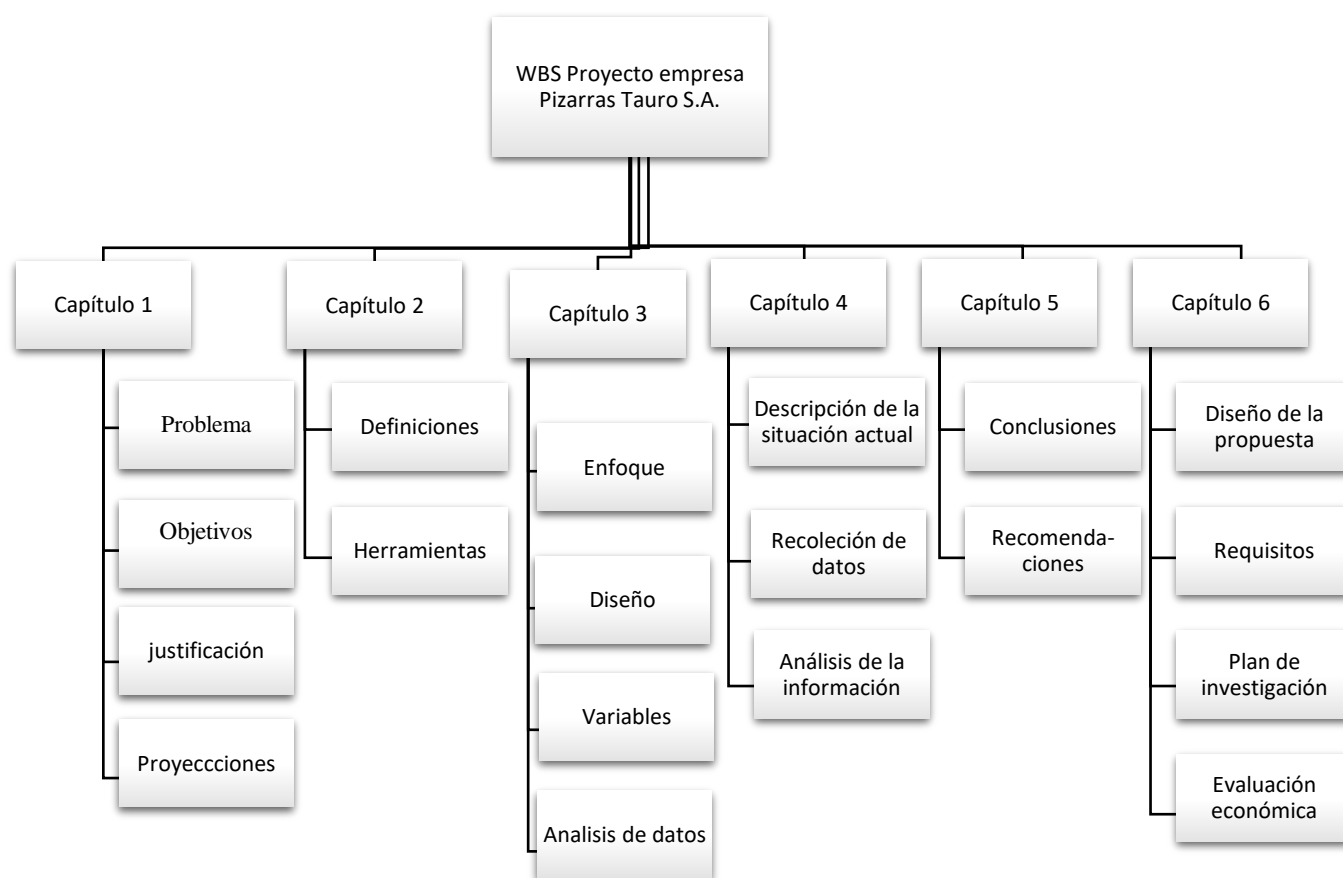 WBS Proyecto empresa
Pizarras Tauro S.A.
Capítulo 1
Problema
Objetivos
justificación
Proyeccciones
Capítulo 2
Definiciones
Herramientas
Capítulo 3
Enfoque
Diseño
Variables
Analisis de datos
Capítulo 4
Descripción de la
situación actual
Recoleción de
datos
Análisis de la
información
Capítulo 5
Conclusiones
Recomenda-
ciones
Capítulo 6
Diseño de la
propuesta
Requisitos
Plan de
investigación
Evaluación
económica